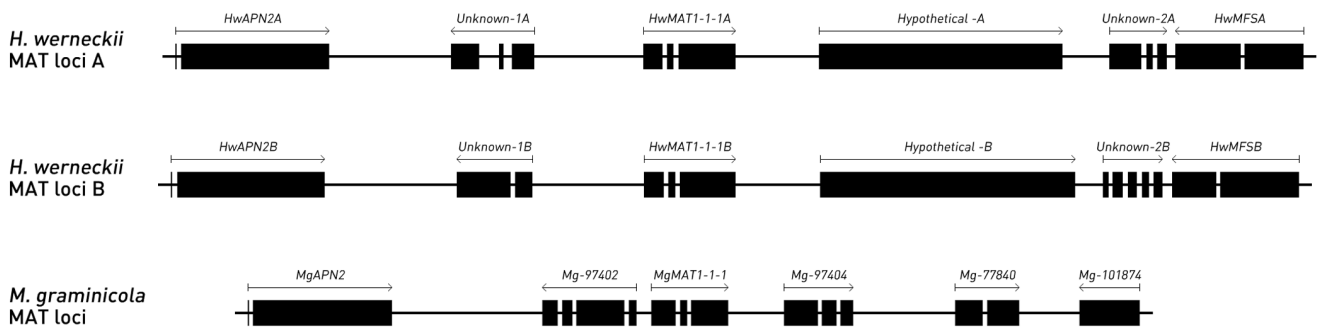 HwAPN2A Unknown-1A HwMAT1-1-1A Hypothetical -A Unknown-2A HwMFSA
H. werneckii
MAT loci A
HwAPN2B Unknown-1B HwMAT1-1-1B Hypothetical -B Unknown-2B HwMFSB
H. werneckii
MAT loci B
MgAPN2 Mg-97402 MgMAT1-1-1 Mg-97404 Mg-77840 Mg-101874
M. graminicola
MAT loci